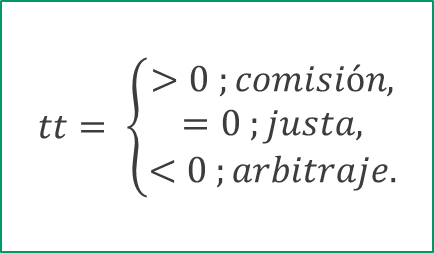 > 0 ; comisión,
tt = { = 0 ; justa,
< 0 ; arbitraje.